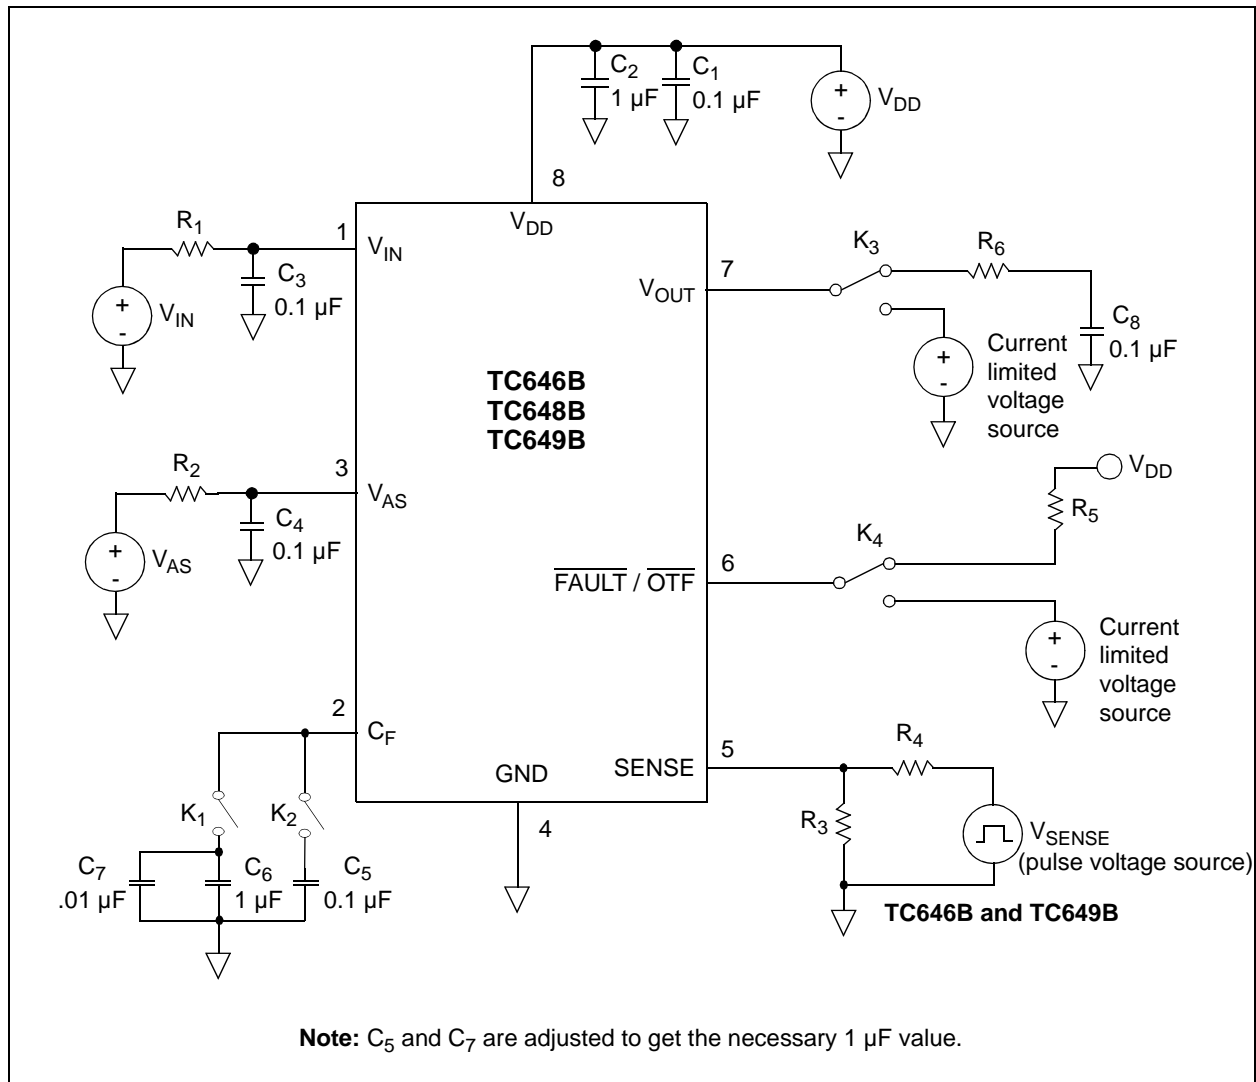 C2
1 µF
C1
0.1 µF
+
-
VDD
8
VDD
R1
1
VIN
C3
0.1 µF
+
-
VIN
7
VOUT
K3
R6
C8
0.1 µF
+
-
Current
limited
voltage
source
TC646B
TC648B
TC649B
R2
3
VAS
C4
0.1 µF
+
-
VAS
VDD
R5
K4
6
FAULT / OTF
+
-
Current
limited
voltage
source
2
CF
K1
K2
C7
.01 µF
C6
1 µF
C5
0.1 µF
GND
4
SENSE
5
R4
R3
VSENSE
(pulse voltage source)
TC646B and TC649B
Note: C5 and C7 are adjusted to get the necessary 1 µF value.